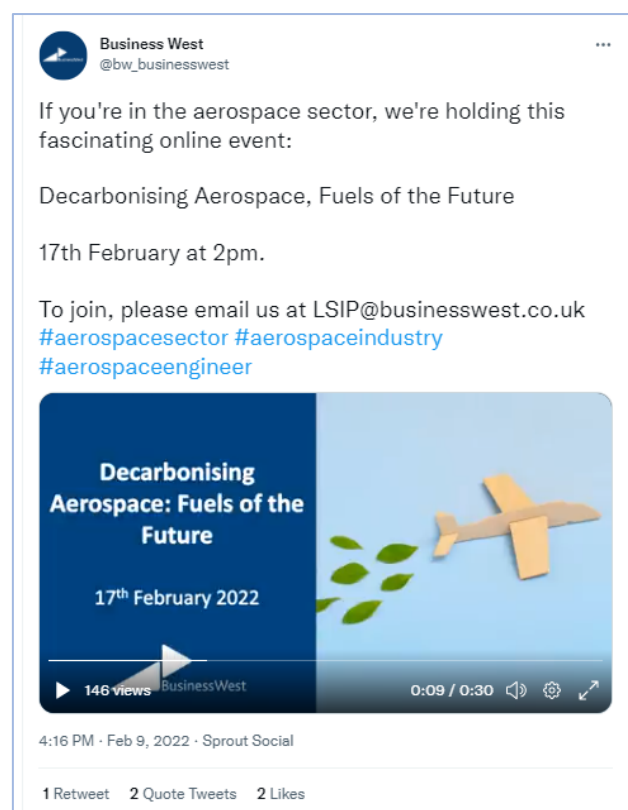 Business West
@bw_businesswest
If you're in the aerospace sector, we're holding this
fascinating online event:
Decarbonising Aerospace, Fuels of the Future
17th February at 2pm.
To join, please email us at LSIP@businesswest.co.uk
#aerospacesector #aerospaceindustry
#aerospaceengineer
Decarbonising
Aerospace: Fuels of the
Future
17th February 2022
BusinessWest
146 views
0:09 / 0:30
4:16 PM · Feb 9, 2022 · Sprout Social
1 Retweet 2 Quote Tweets 2 Likes